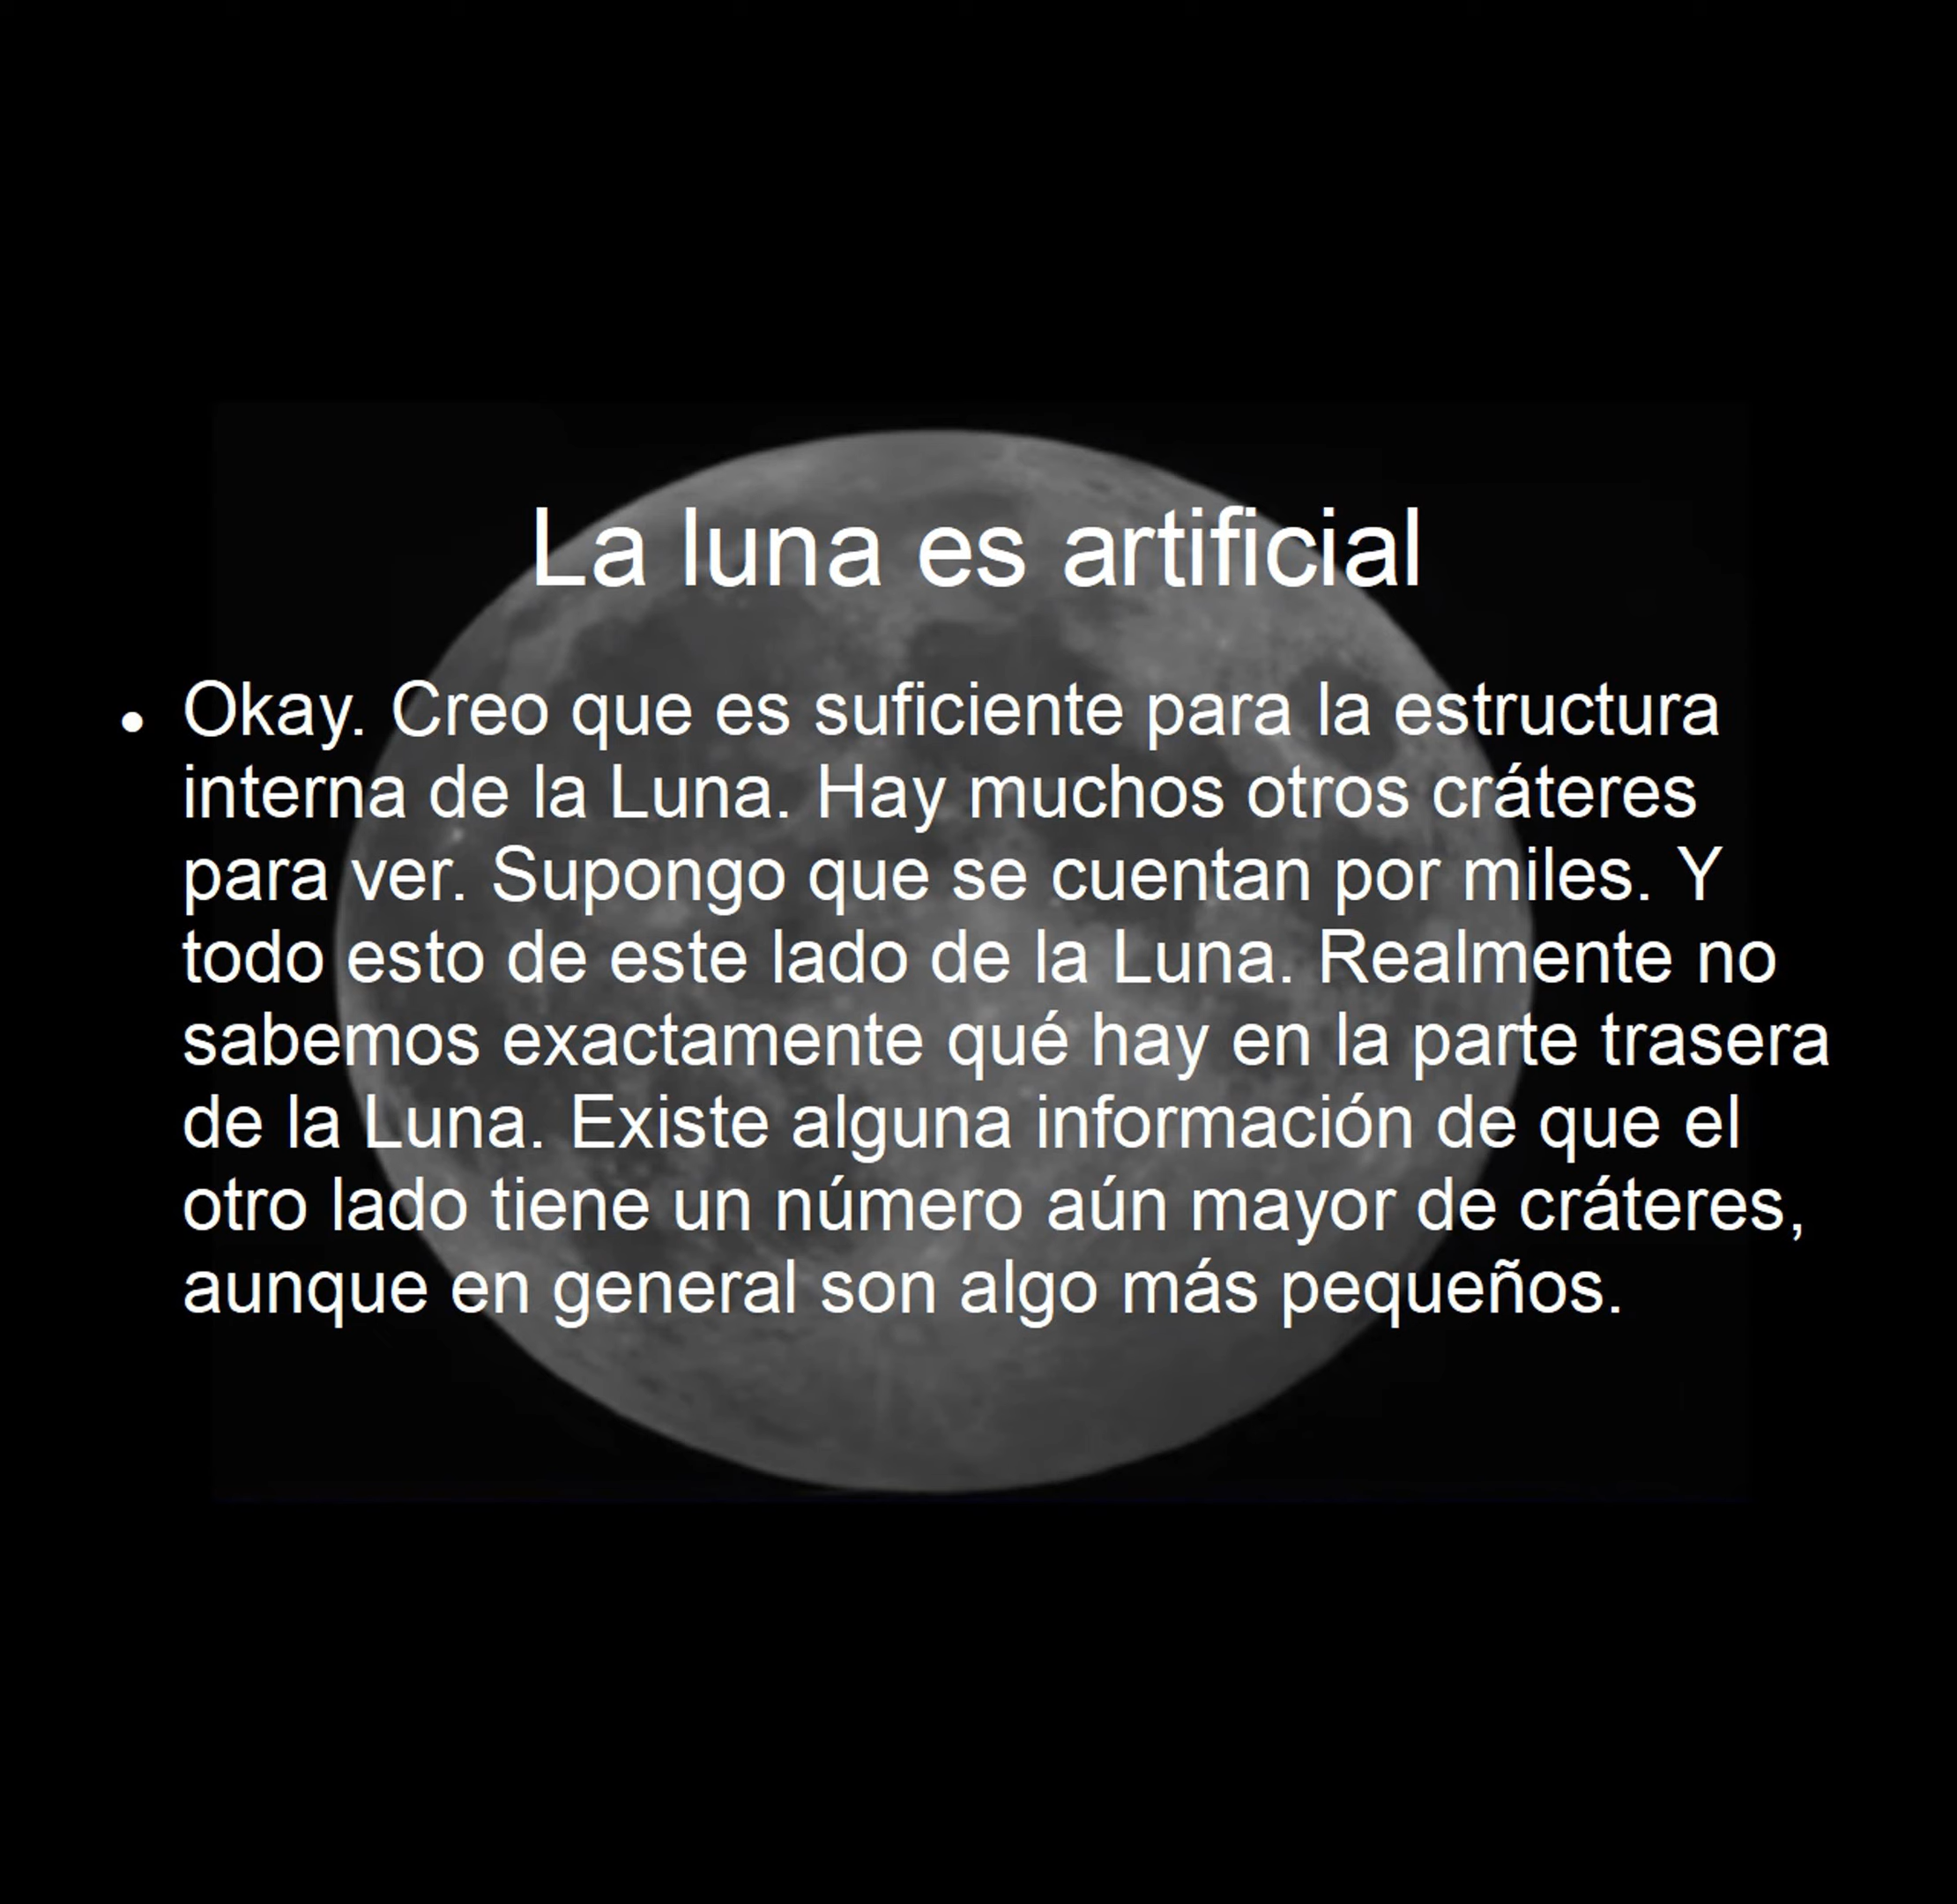 La luna es artificial
• Okay. Creo que es suficiente para la estructura
interna de la Luna. Hay muchos otros cráteres
para ver. Supongo que se cuentan por miles. Y
todo esto de este lado de la Luna. Realmente no
sabemos exactamente qué hay en la parte trasera
de la Luna. Existe alguna información de que el
otro lado tiene un número aún mayor de cráteres,
aunque en general son algo más pequeños.